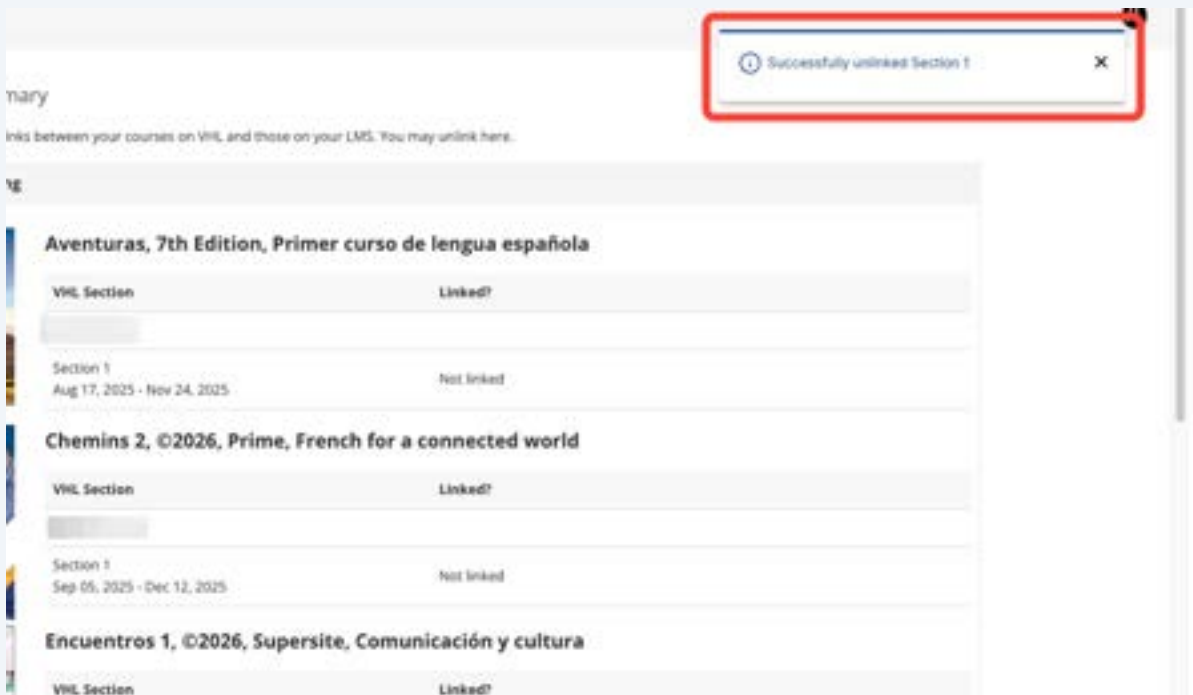 Successfully unlinked Section 1
mary
inks between your courses on VHL and those on your LMS. You may unlink here.
ng
Aventuras, 7th Edition, Primer curso de lengua española
VHL Section Linked?
Section 1
Aug 17, 2025 - Nov 24, 2025 Not linked
Chemins 2, ©2026, Prime, French for a connected world
VHL Section Linked?
Section 1
Sep 05, 2025 - Dec 12, 2025 Not linked
Encuentros 1, ©2026, Supersite, Comunicación y cultura
VHL Section Linked?